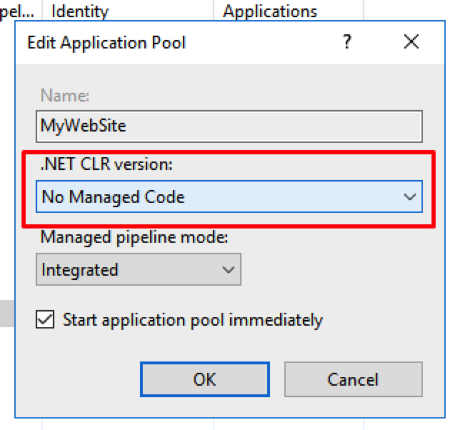 pel... Identity Applications
Edit Application Pool ?
Name:
MyWebSite
.NET CLR version:
No Managed Code
Managed pipeline mode:
Integrated
Start application pool immediately
OK Cancel